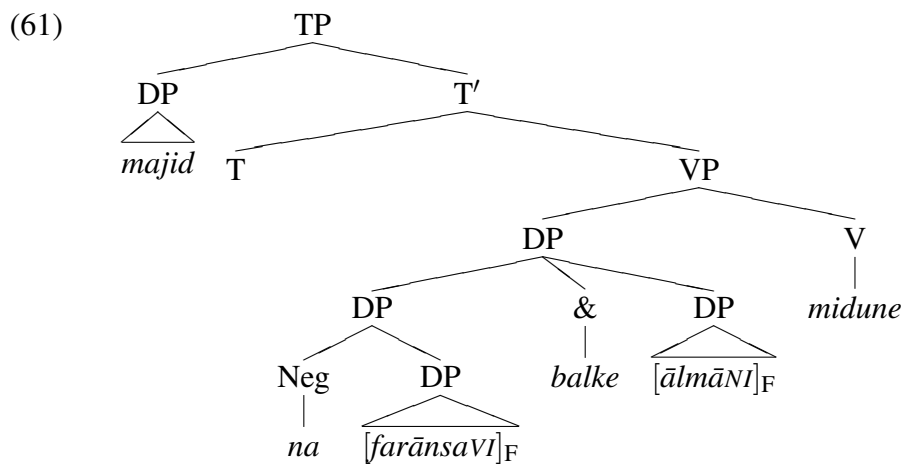 (61) TP
DP T′
majid T VP
DP V
DP & DP midune
Neg DP balke [ālmāNI]F
na [farānsaVI]F